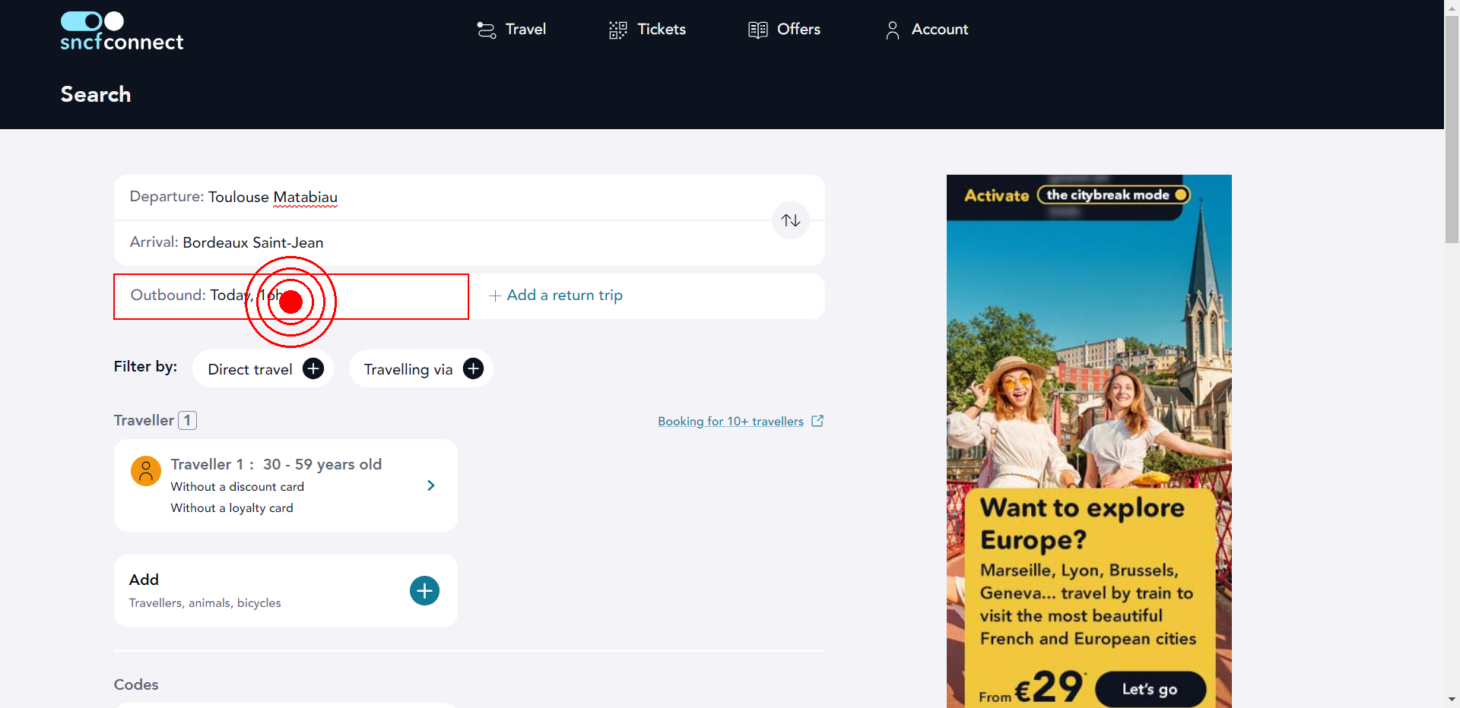 sncfconnect
Travel
Tickets
Offers
Account
Search
Departure: Toulouse Matabiau
Arrival: Bordeaux Saint-Jean
Outbound: Today,
+ Add a return trip
Filter by:
Direct travel
Travelling via
Traveller 1
Booking for 10+ travellers
Traveller 1 : 30 - 59 years old
Without a discount card
Without a loyalty card
Add
Travellers, animals, bicycles
Codes
Activate the citybreak mode
Want to explore
Europe?
Marseille, Lyon, Brussels,
Geneva... travel by train to
visit the most beautiful
French and European cities
From €29*
Let's go